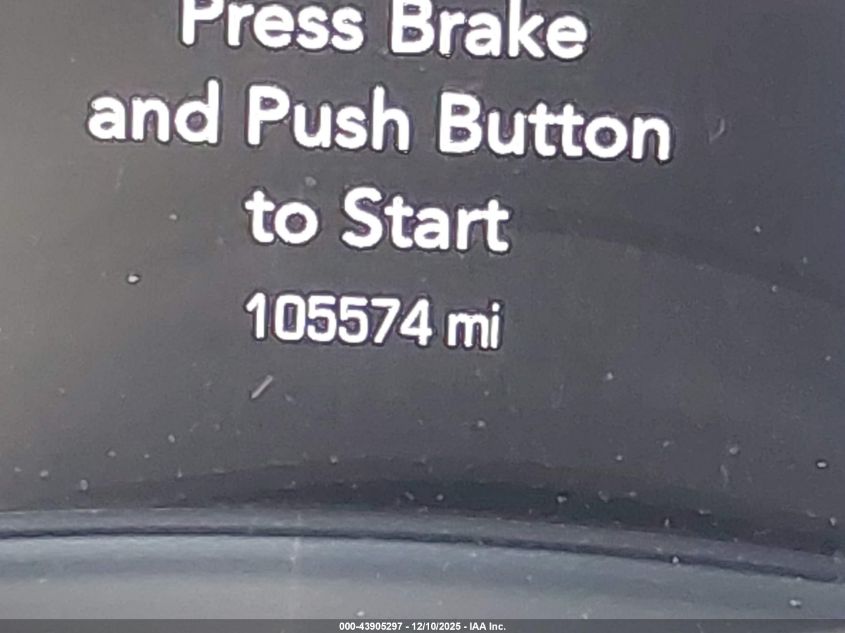 Press Brake
and Push Button
to Start
105574 mi
000-43905297 - 12/10/2025 - IAA Inc.